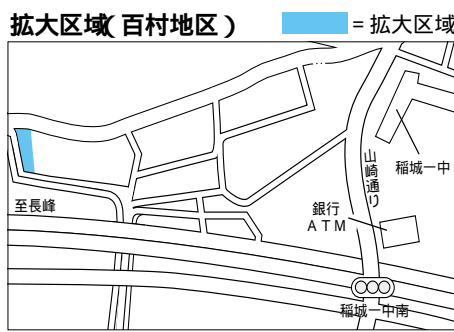 拡大区域(百村地区)
=拡大区域
山崎通り
稲城一中
至長峰
銀行
ATM
稲城一中南